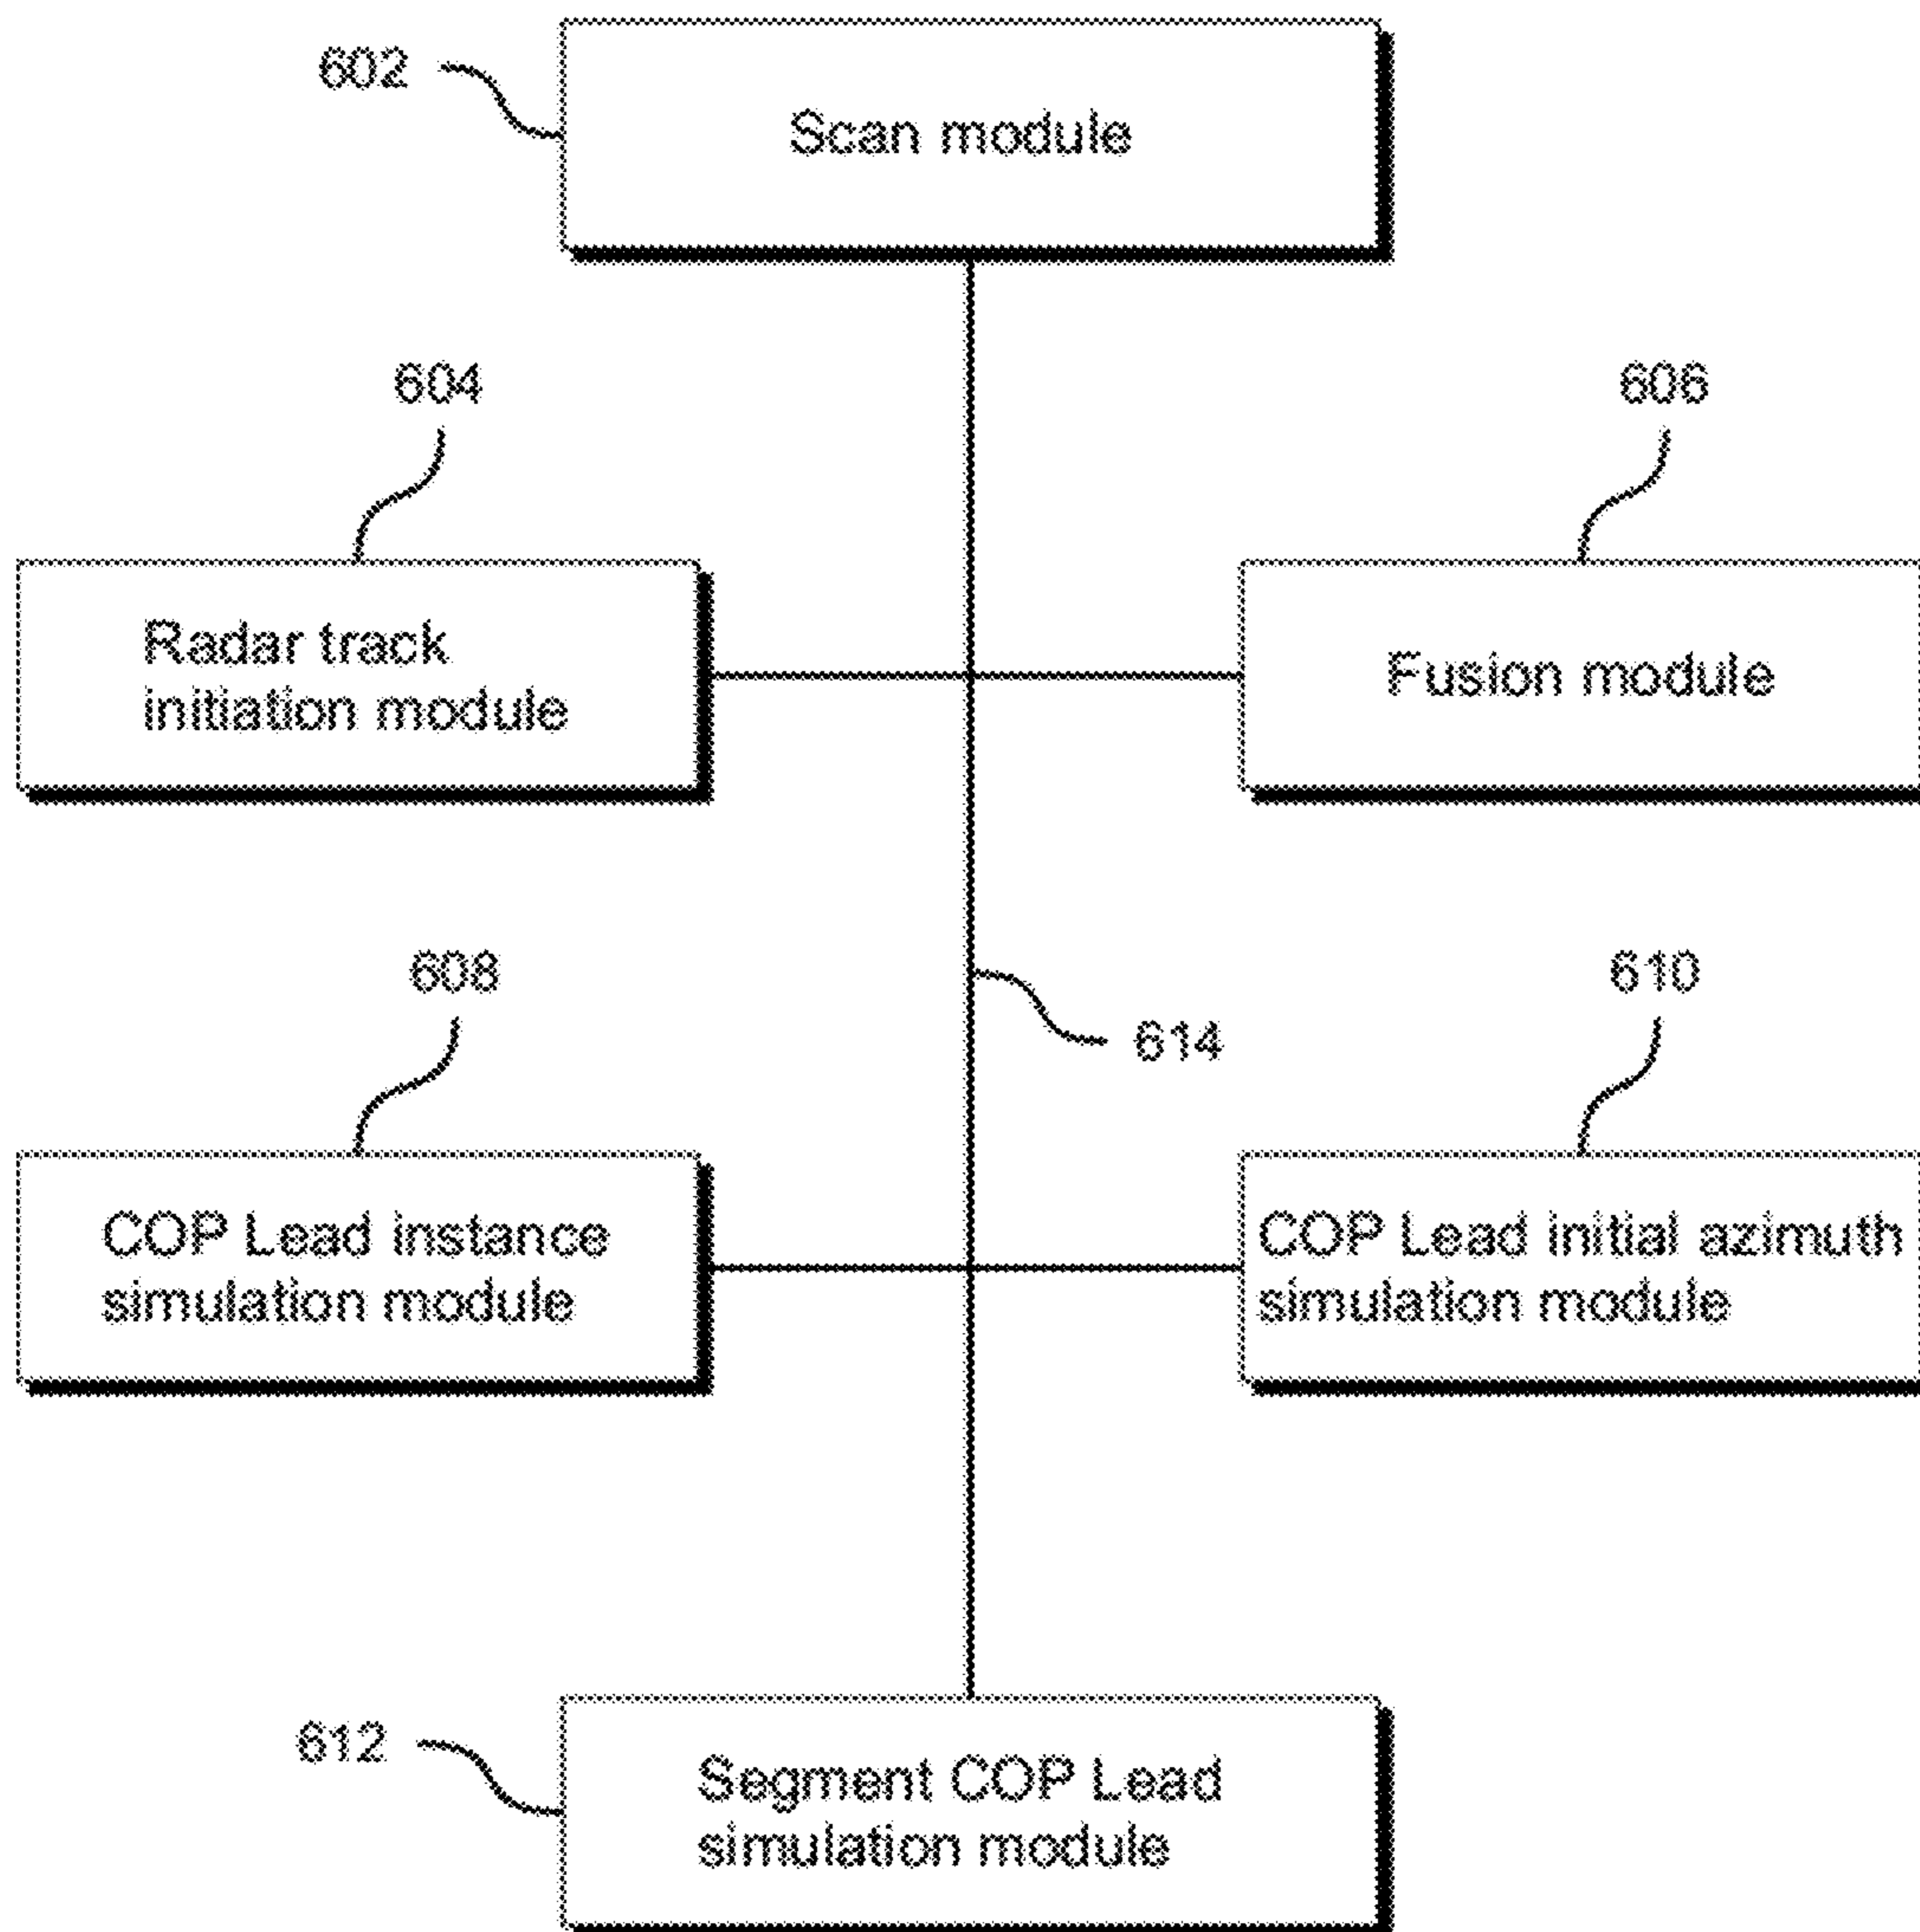 602
Scan module
604
606
Radar track
initiation module
Fusion module
608
610
614
COP Lead instance
simulation module
COP Lead initial azimuth
simulation module
612
Segment COP Lead
simulation module